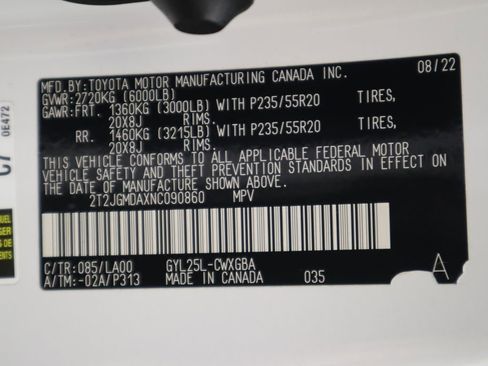 MFD.BY:TOYOTA MOTOR MANUFACTURING CANADA INC. 08/22
GVWR:2720KG (6000LB)
GAWR:FRT. 1360KG (3000LB) WITH P235/55R20 TIRES,
20X8J RIMS.
RR. 1460KG (3215LB) WITH P235/55R20 TIRES,
20X8J RIMS.
THIS VEHICLE CONFORMS TO ALL APPLICABLE FEDERAL MOTOR
VEHICLE SAFETY AND THEFT PREVENTION STANDARDS IN EFFECT
ON THE DATE OF MANUFACTURE SHOWN ABOVE.
2T2JGMDAXNC090860 MPV
C/TR:085/LA00 GYL25L-CWXGBA
A/TM:-02A/P313 MADE IN CANADA 035
A
0E472
C7